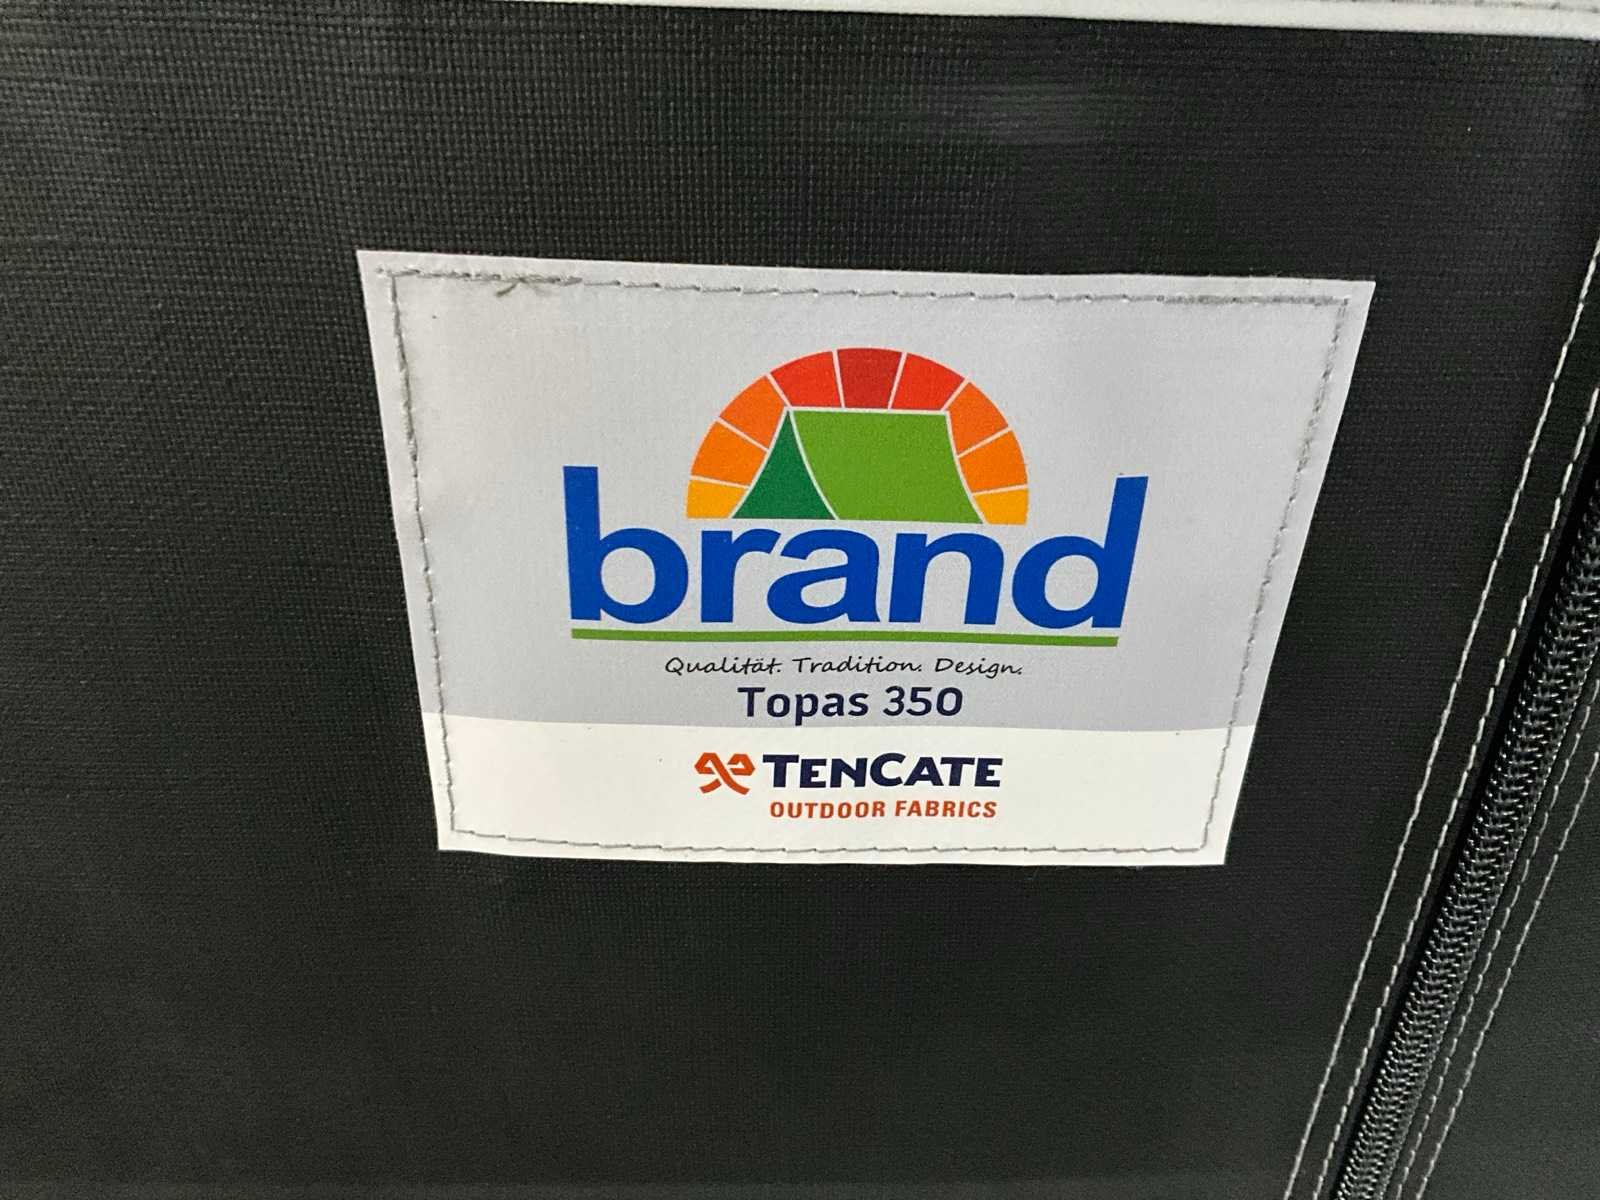 brand
Qualität. Tradition. Design.
Topas 350
TENCATE
OUTDOOR FABRICS